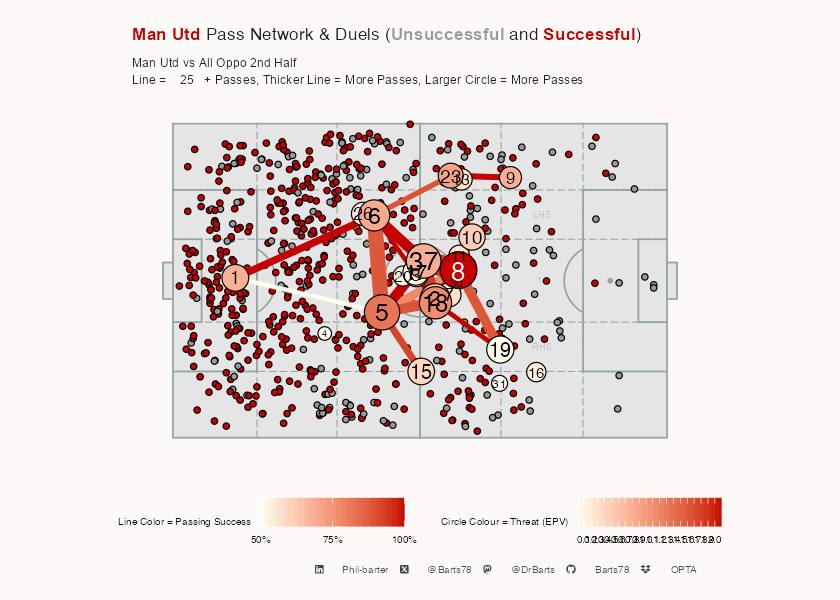 Man Utd Pass Network & Duels (Unsuccessful and Successful)
Man Utd vs All Oppo 2nd Half
Line = 25 + Passes, Thicker Line = More Passes, Larger Circle = More Passes
23 9
26 6
LHS
10
37
1
20 8
5 18
4
19 RHS
15 16
31
Line Color = Passing Success
50% 75% 100%
Circle Colour = Threat (EPV)
Phil-barter @Barts78 @DrBarts Barts78 OPTA